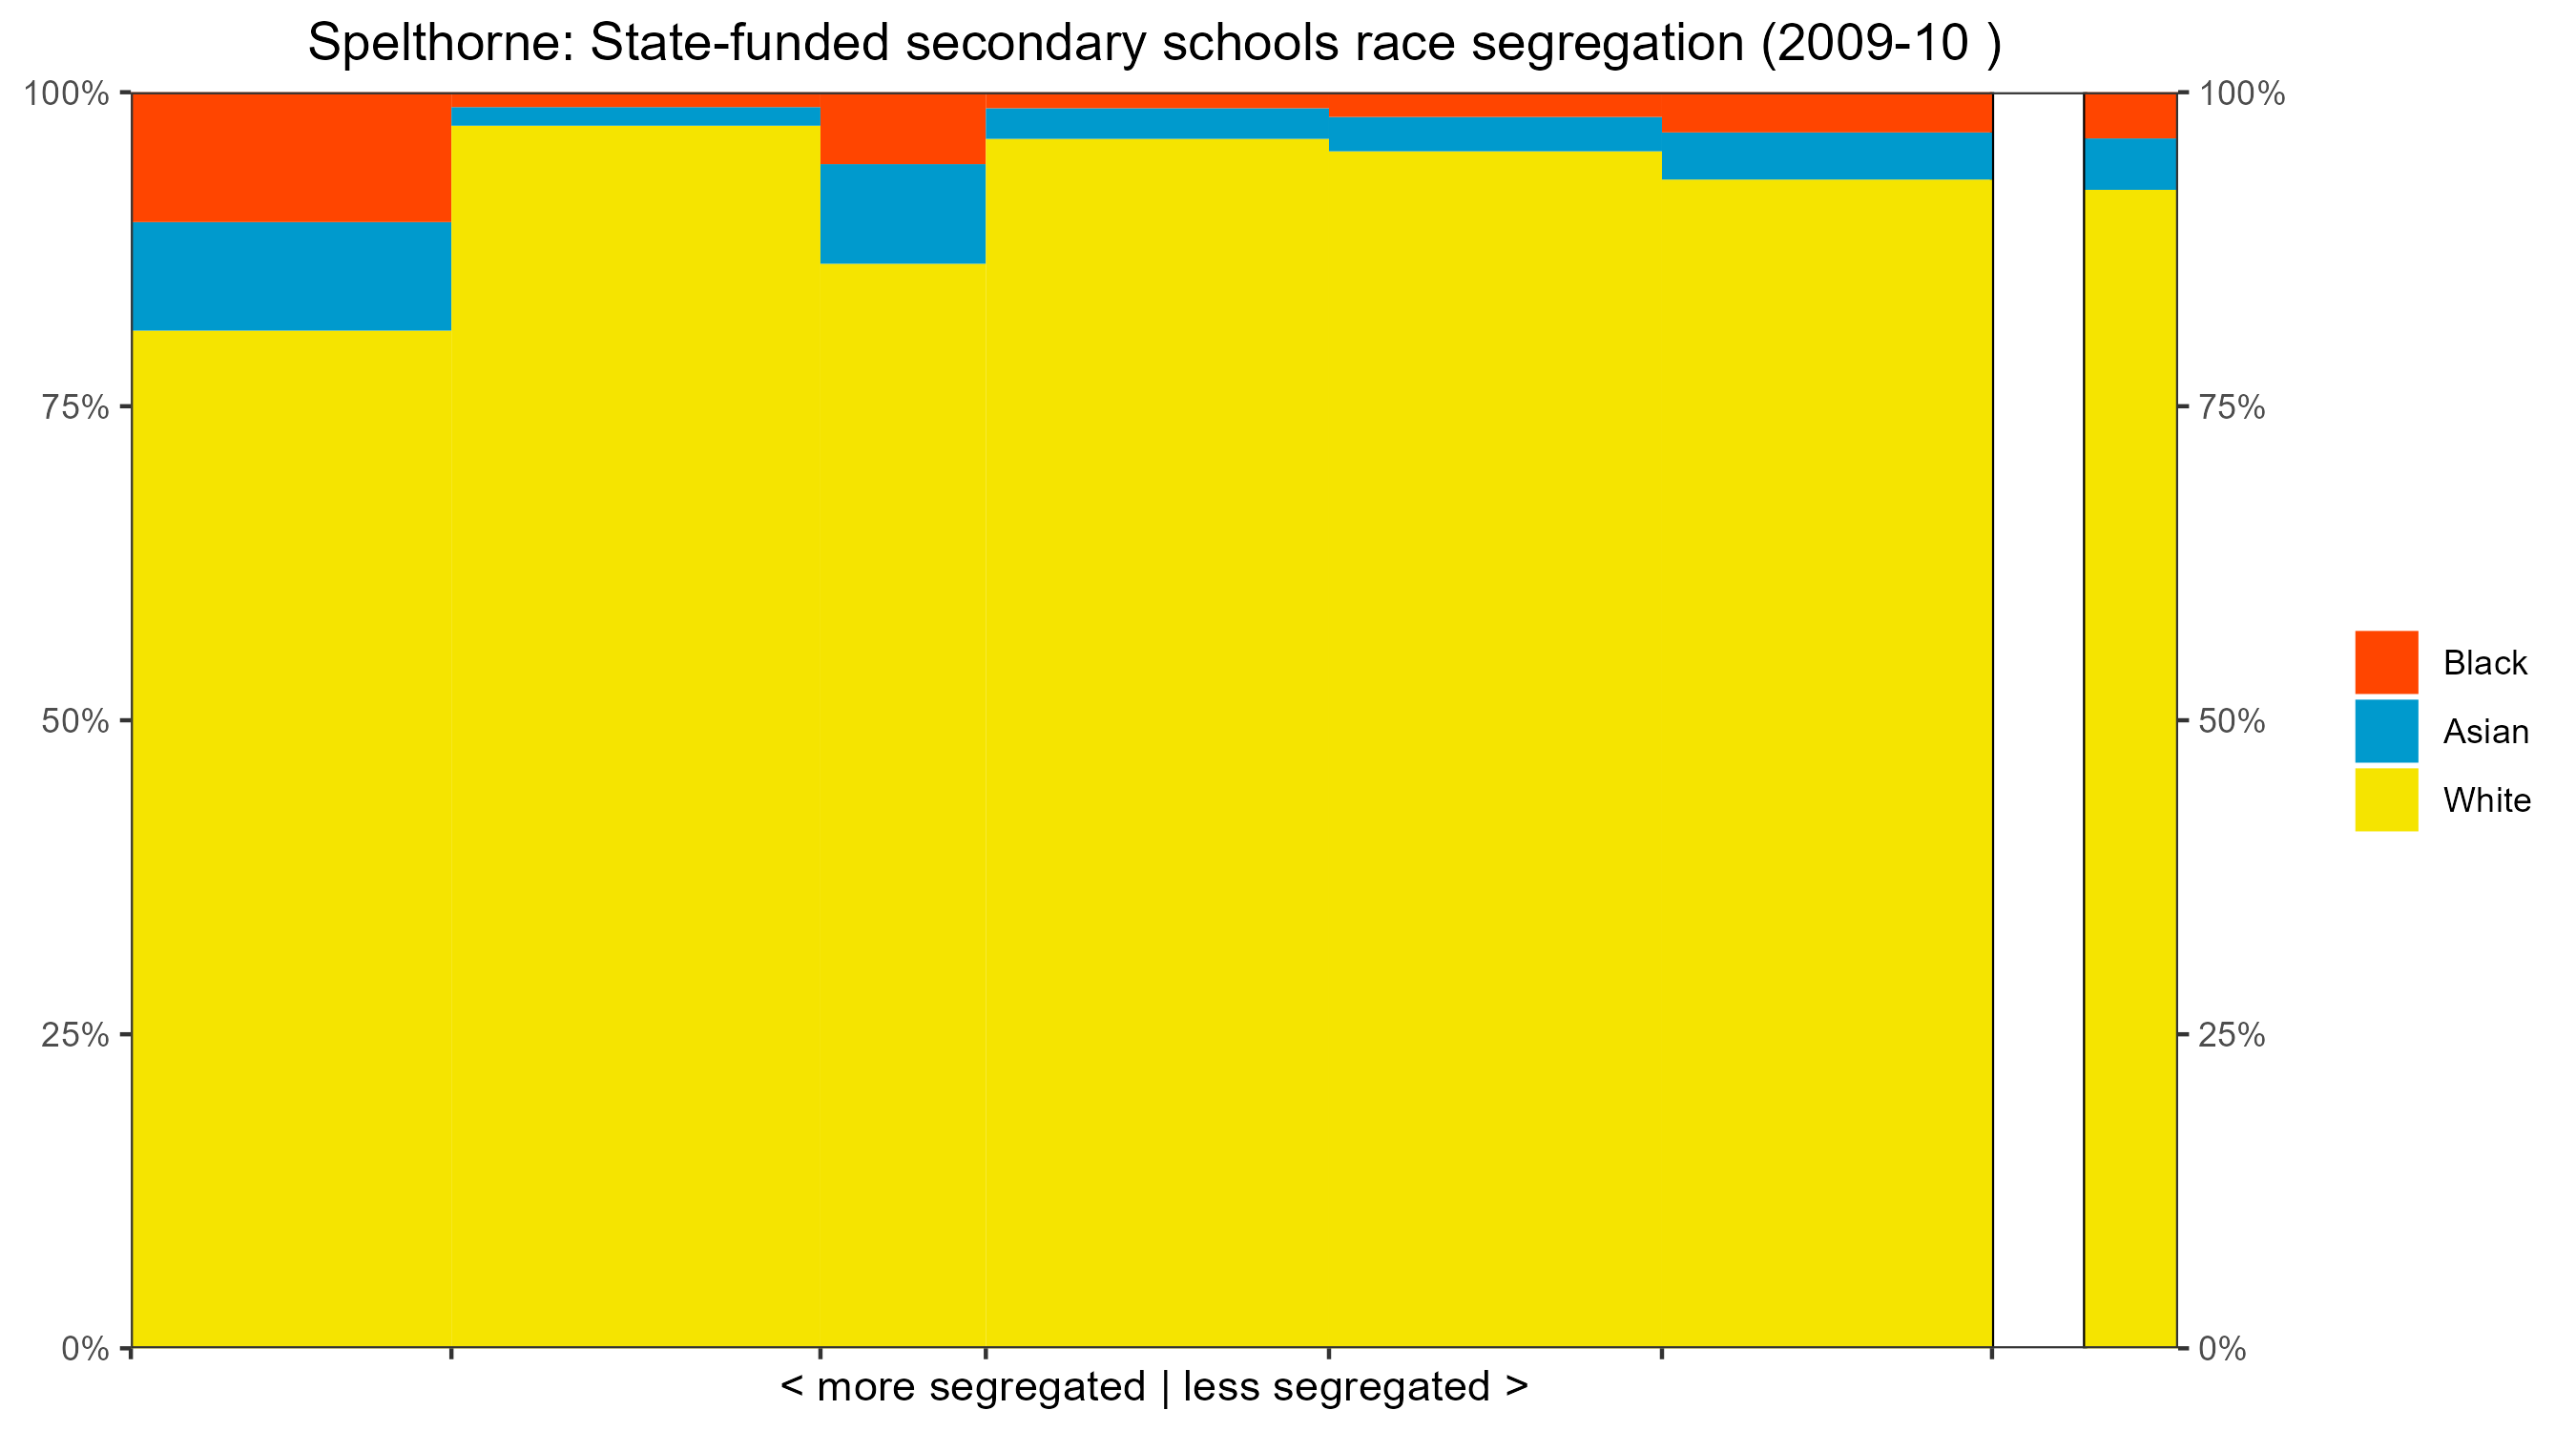 Spelthorne: State-funded secondary schools race segregation (2009-10 )
100%
75%
50%
25%
0%
100%
75%
50%
25%
0%
Black
Asian
White
< more segregated | less segregated >